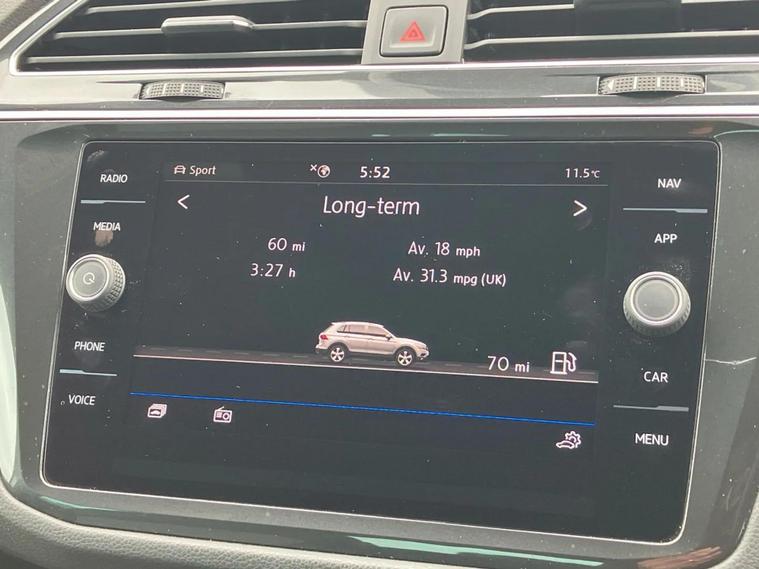 RADIO
MEDIA
PHONE
VOICE
Sport
5:52
11.5°C
< Long-term >
60 mi
Av. 18 mph
3:27 h
Av. 31.3 mpg (UK)
70 mi
NAV
APP
CAR
MENU